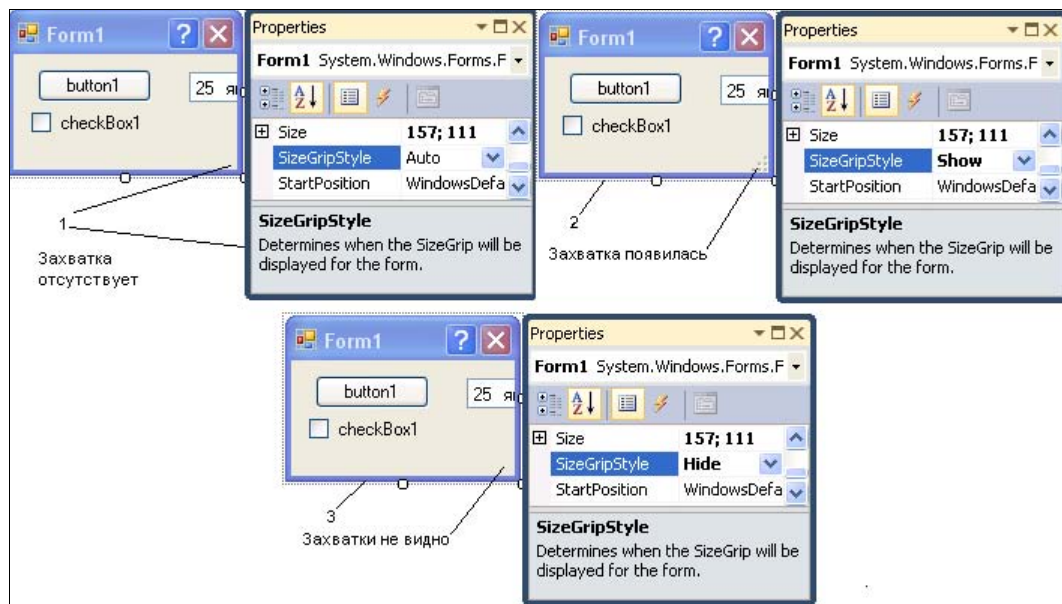 Form1
button1
25 я
checkBox1
1
Захватка
отсутствует
Properties
Form1 System.Windows.Forms.F
Size 157; 111
SizeGripStyle Auto
StartPosition WindowsDefa
SizeGripStyle
Determines when the SizeGrip will be
displayed for the form.
Form1
button1
25 я
checkBox1
2
Захватка появилась
Properties
Form1 System.Windows.Forms.F
Size 157; 111
SizeGripStyle Show
StartPosition WindowsDefa
SizeGripStyle
Determines when the SizeGrip will be
displayed for the form.
Form1
button1
25 я
checkBox1
3
Захватки не видно
Properties
Form1 System.Windows.Forms.F
Size 157; 111
SizeGripStyle Hide
StartPosition WindowsDefa
SizeGripStyle
Determines when the SizeGrip will be
displayed for the form.